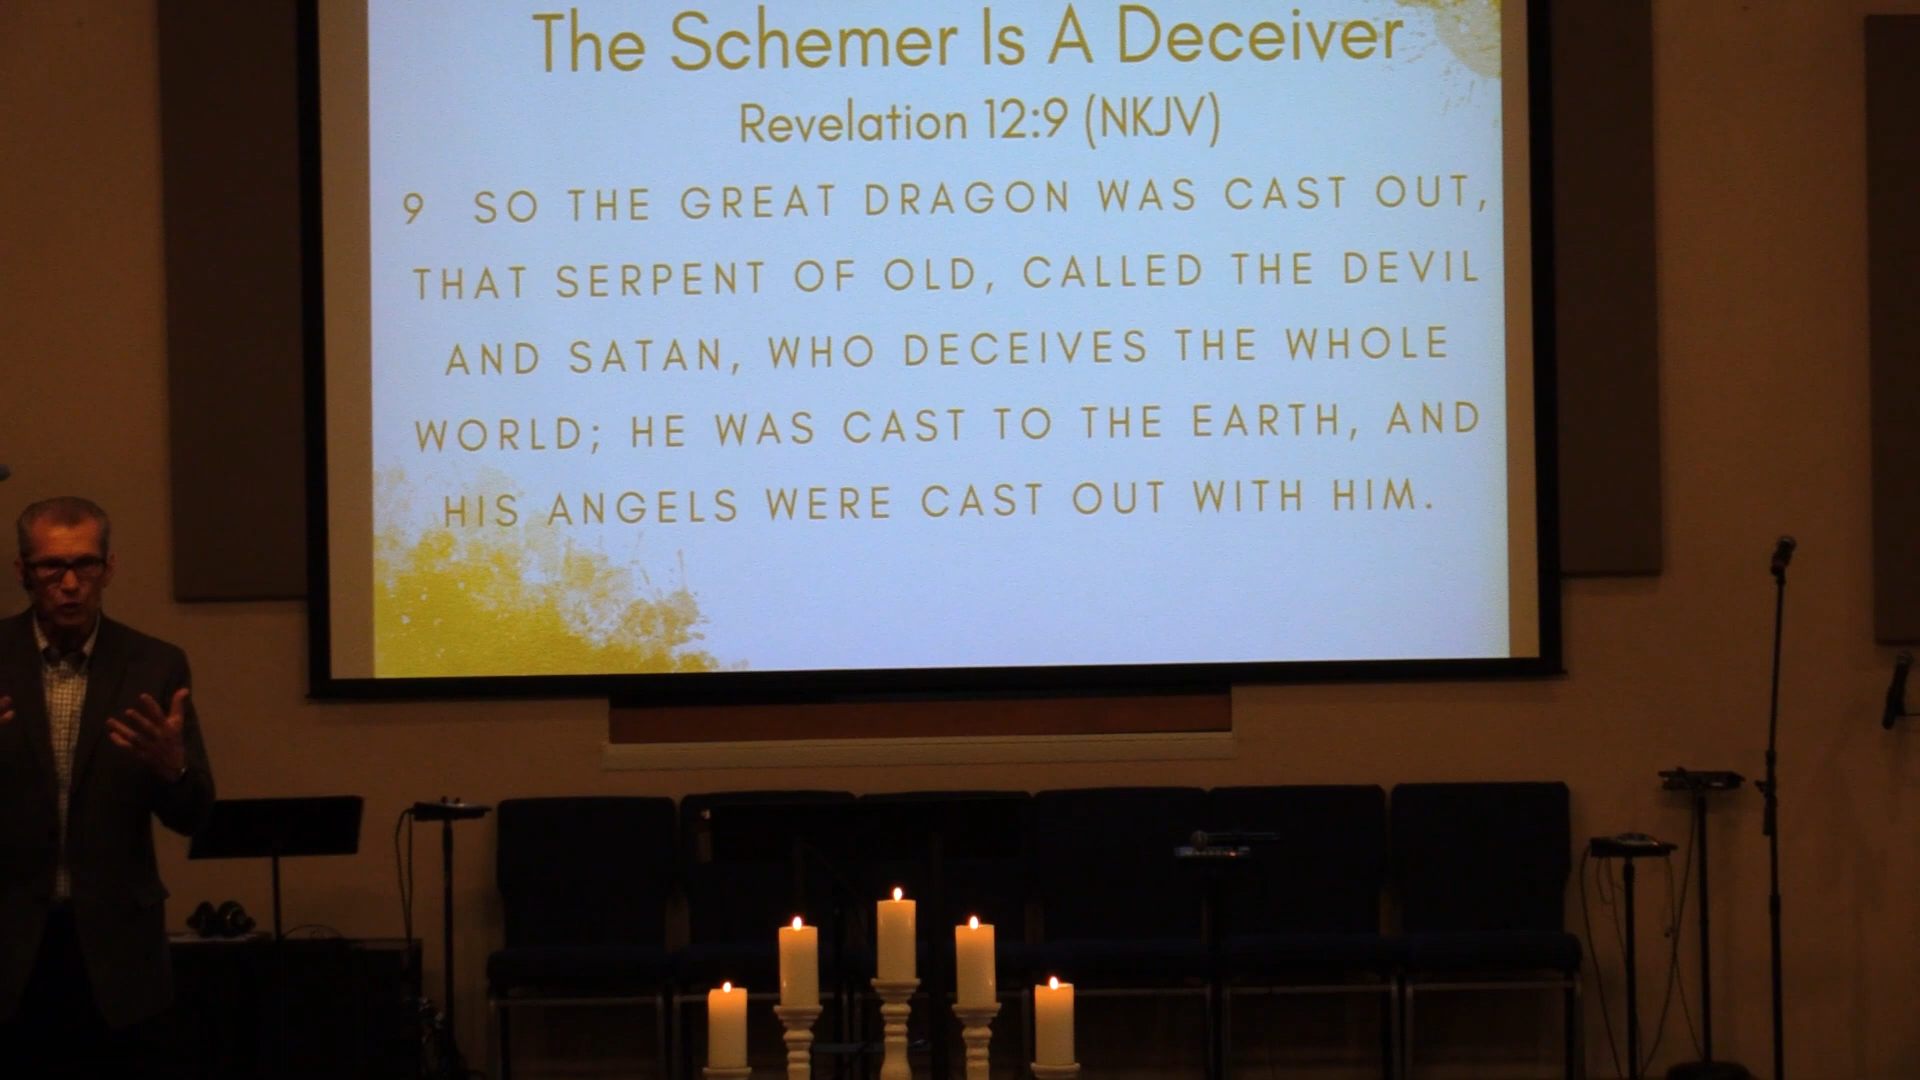 The Schemer Is A Deceiver
Revelation 12:9 (NKJV)
9 SO THE GREAT DRAGON WAS CAST OUT,
THAT SERPENT OF OLD, CALLED THE DEVIL
AND SATAN, WHO DECEIVES THE WHOLE
WORLD; HE WAS CAST TO THE EARTH, AND
HIS ANGELS WERE CAST OUT WITH HIM.